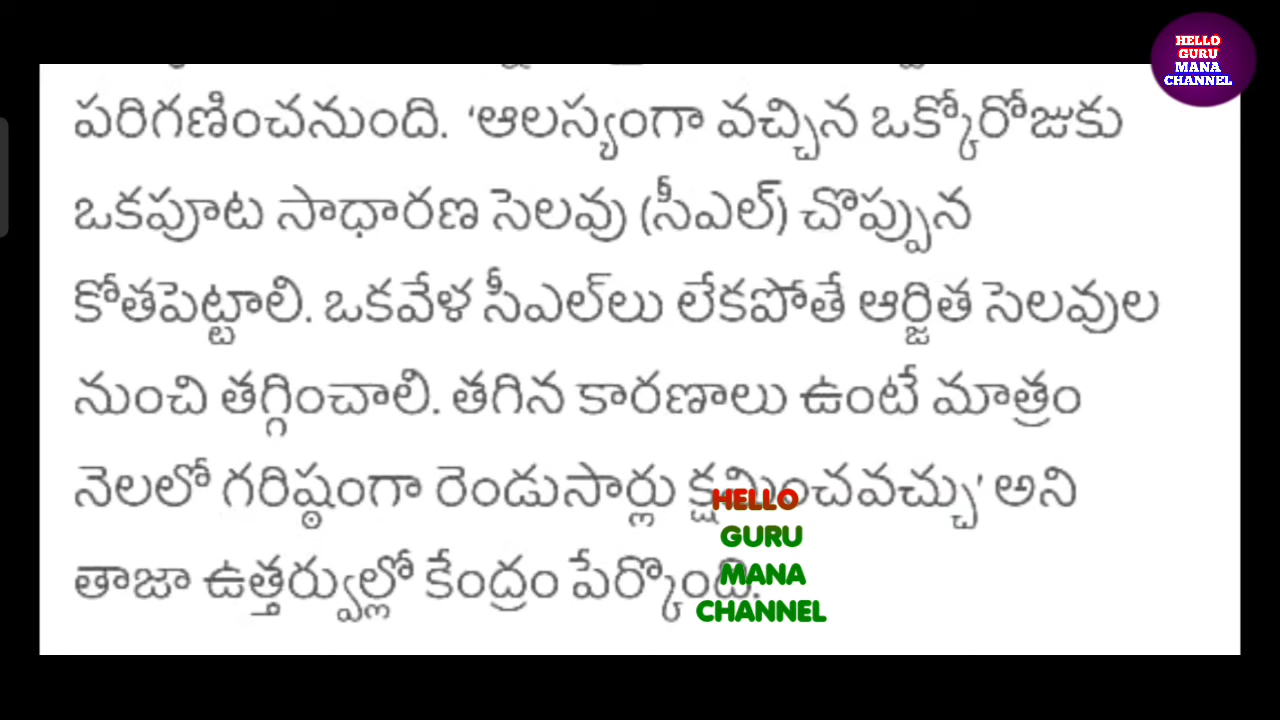 HELLO
GURU
MANA
CHANNEL
పరిగణించనుంది. 'ఆలస్యంగా వచ్చిన ఒక్కోరోజుకు
ఒకపూట సాధారణ సెలవు (సీఎల్) చొప్పున
కోతపెట్టాలి. ఒకవేళ సీఎల్‌లు లేకపోతే ఆర్జిత సెలవుల
నుంచి తగ్గించాలి. తగిన కారణాలు ఉంటే మాత్రం
నెలలో గరిష్ఠంగా రెండుసార్లు క్షమించవచ్చు' అని
తాజా ఉత్తర్వుల్లో కేంద్రం పేర్కొంది.
HELLO
GURU
MANA
CHANNEL